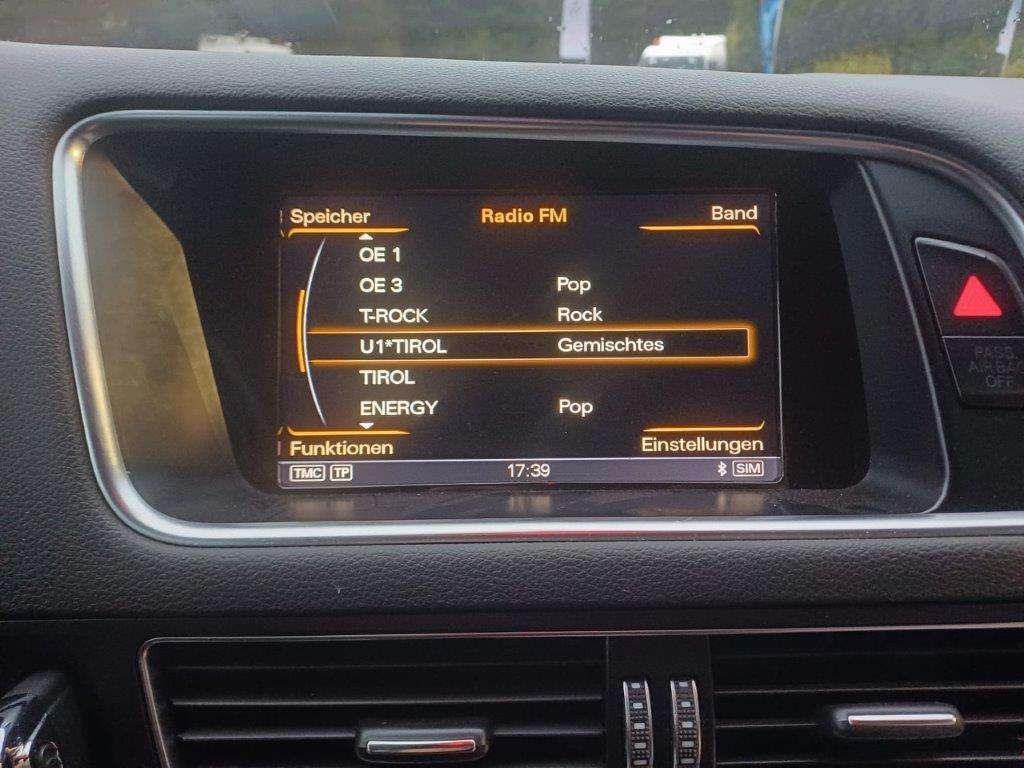 Speicher Radio FM Band
OE 1
OE 3 Pop
T-ROCK Rock
U1*TIROL Gemischtes
TIROL
ENERGY Pop
Funktionen Einstellungen
TMC TP 17:39 SIM
PASS
AIRBAG
OFF